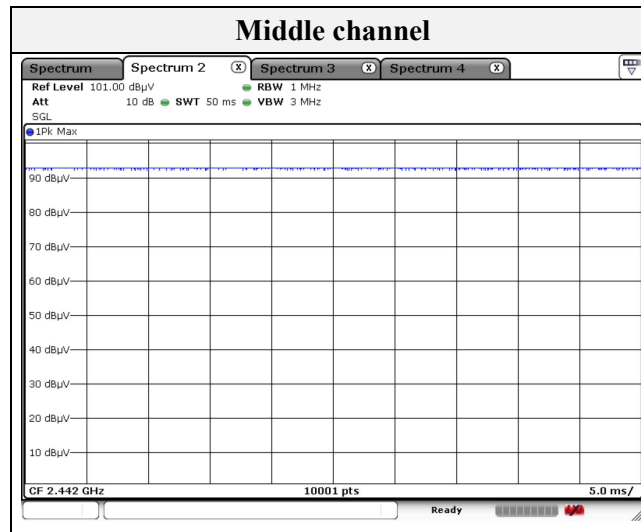 Middle channel
Spectrum Spectrum 2 X Spectrum 3 X Spectrum 4 X
Ref Level 101.00 dBµV RBW 1 MHz
Att 10 dB SWT 50 ms VBW 3 MHz
SGL
1Pk Max
90 dBµV
80 dBµV
70 dBµV
60 dBµV
50 dBµV
40 dBµV
30 dBµV
20 dBµV
10 dBµV
CF 2.442 GHz 10001 pts 5.0 ms/
Ready